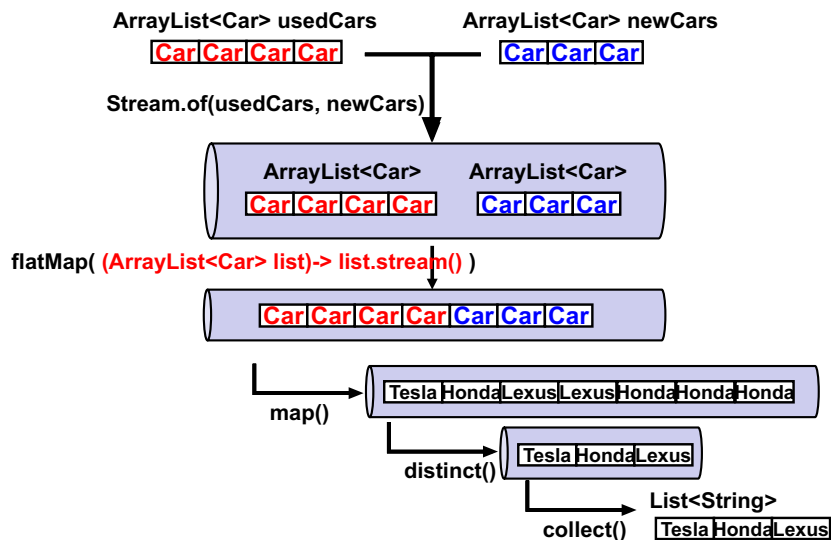 ArrayList<Car> usedCars ArrayList<Car> newCars
Car Car Car Car Car Car Car
Stream.of(usedCars, newCars)
ArrayList<Car> ArrayList<Car>
Car Car Car Car Car Car Car
flatMap( (ArrayList<Car> list)-> list.stream() )
Car Car Car Car Car Car Car
map()
Tesla Honda Lexus Lexus Honda Honda Honda
distinct()
Tesla Honda Lexus
collect()
List<String>
Tesla Honda Lexus